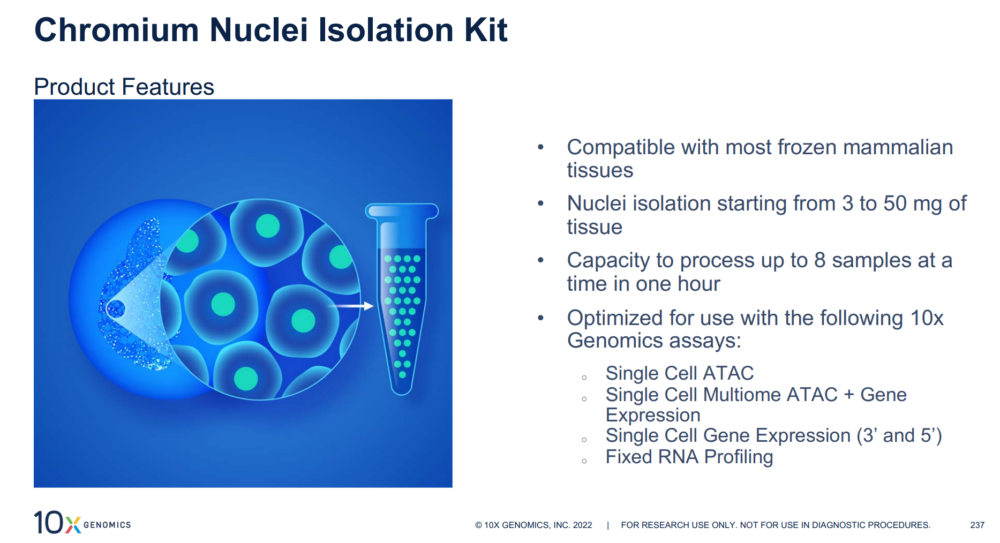 Chromium Nuclei Isolation Kit
Product Features
• Compatible with most frozen mammalian
tissues
• Nuclei isolation starting from 3 to 50 mg of
tissue
• Capacity to process up to 8 samples at a
time in one hour
• Optimized for use with the following 10x
Genomics assays:
○ Single Cell ATAC
○ Single Cell Multiome ATAC + Gene
Expression
○ Single Cell Gene Expression (3’ and 5’)
○ Fixed RNA Profiling
10X GENOMICS
© 10X GENOMICS, INC. 2022 | FOR RESEARCH USE ONLY. NOT FOR USE IN DIAGNOSTIC PROCEDURES. 237